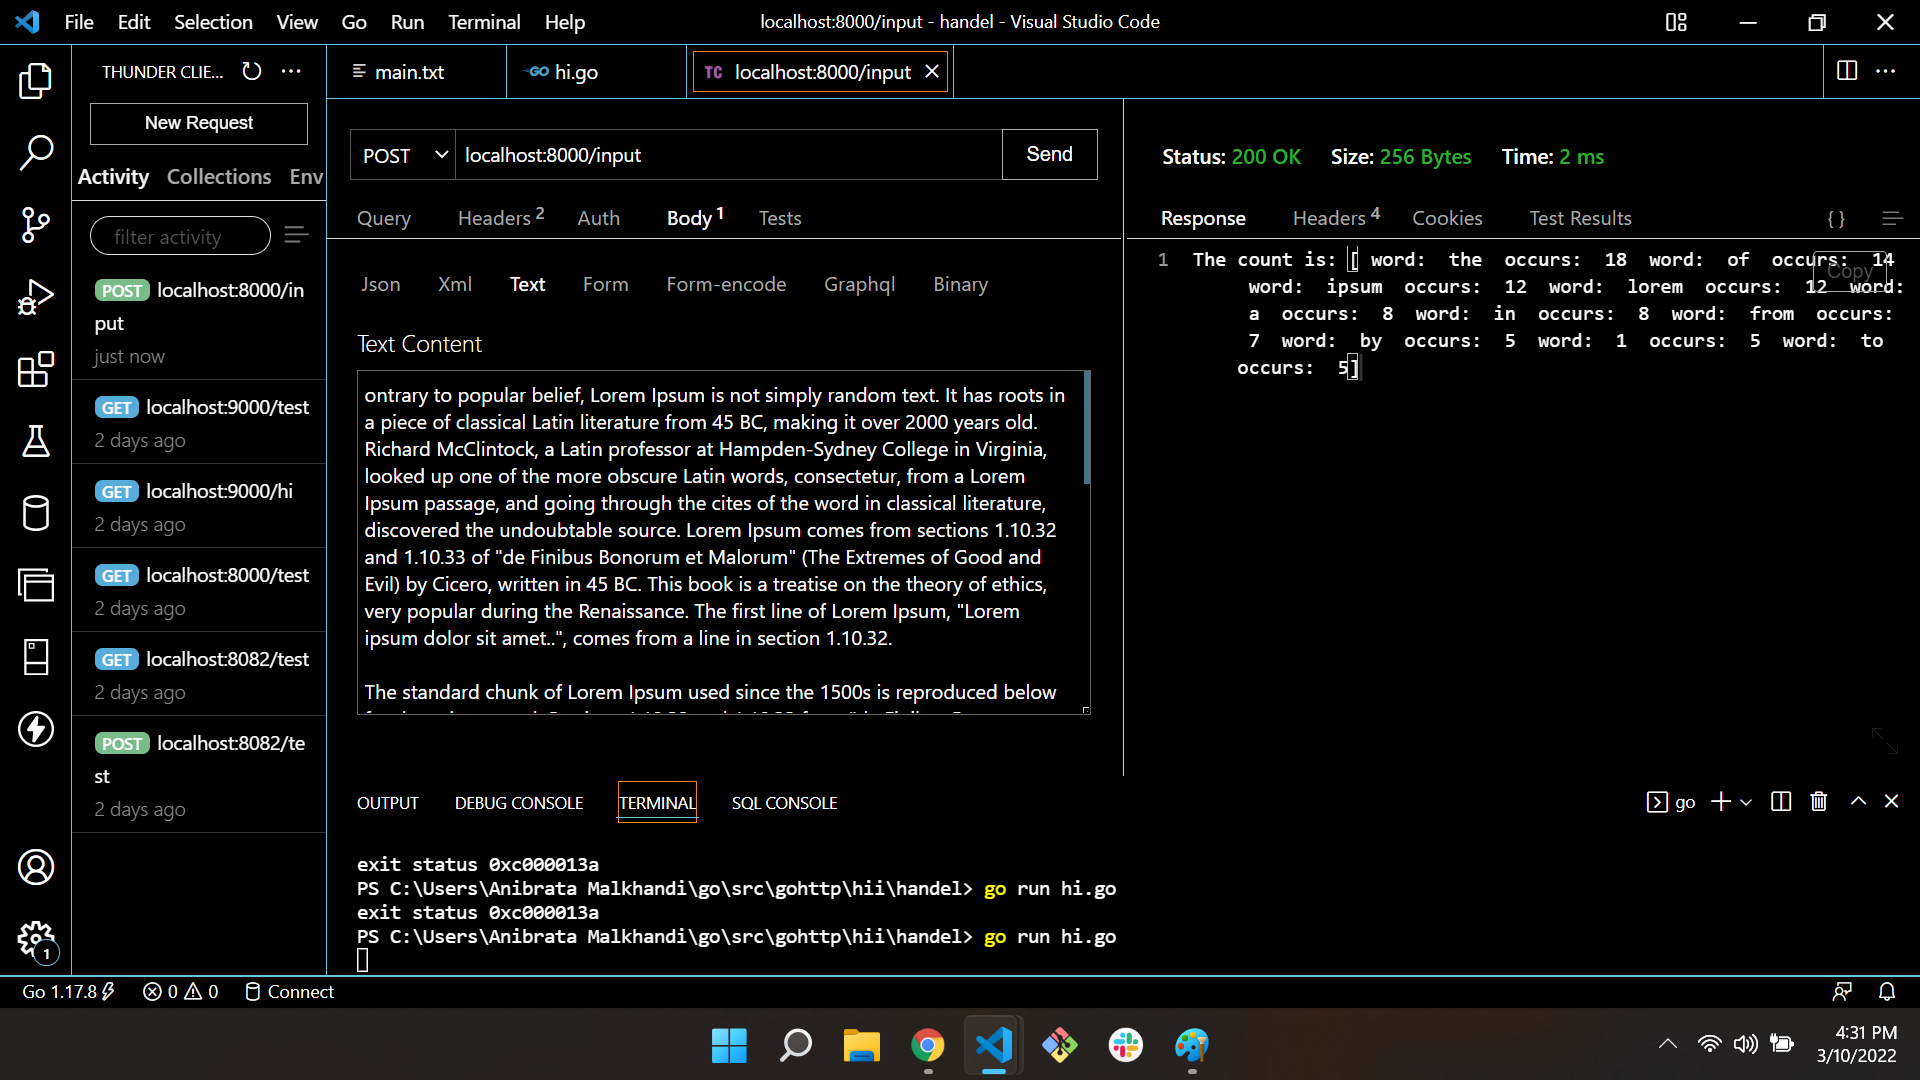 File Edit Selection View Go Run Terminal Help
localhost:8000/input - handel - Visual Studio Code
THUNDER CLIE...
New Request
Activity Collections Env
filter activity
POST localhost:8000/in
put
just now
GET localhost:9000/test
2 days ago
GET localhost:9000/hi
2 days ago
GET localhost:8000/test
2 days ago
GET localhost:8082/test
2 days ago
POST localhost:8082/te
st
2 days ago
main.txt
GO hi.go
TC localhost:8000/input
POST localhost:8000/input Send
Query Headers 2 Auth Body 1 Tests
Json Xml Text Form Form-encode Graphql Binary
Text Content
ontrary to popular belief, Lorem Ipsum is not simply random text. It has roots in
a piece of classical Latin literature from 45 BC, making it over 2000 years old.
Richard McClintock, a Latin professor at Hampden-Sydney College in Virginia,
looked up one of the more obscure Latin words, consectetur, from a Lorem
Ipsum passage, and going through the cites of the word in classical literature,
discovered the undoubtable source. Lorem Ipsum comes from sections 1.10.32
and 1.10.33 of "de Finibus Bonorum et Malorum" (The Extremes of Good and
Evil) by Cicero, written in 45 BC. This book is a treatise on the theory of ethics,
very popular during the Renaissance. The first line of Lorem Ipsum, "Lorem
ipsum dolor sit amet..", comes from a line in section 1.10.32.
The standard chunk of Lorem Ipsum used since the 1500s is reproduced below
Status: 200 OK Size: 256 Bytes Time: 2 ms
Response Headers 4 Cookies Test Results { }
Copy
1 The count is: [ word: the occurs: 18 word: of occurs: 14
word: ipsum occurs: 12 word: lorem occurs: 12 word:
a occurs: 8 word: in occurs: 8 word: from occurs:
7 word: by occurs: 5 word: 1 occurs: 5 word: to
occurs: 5]
OUTPUT DEBUG CONSOLE TERMINAL SQL CONSOLE
go
exit status 0xc000013a
PS C:\Users\Anibrata Malkhandi\go\src\gohttp\hii\handel> go run hi.go
exit status 0xc000013a
PS C:\Users\Anibrata Malkhandi\go\src\gohttp\hii\handel> go run hi.go
1
Go 1.17.8 0 0 Connect
4:31 PM
3/10/2022